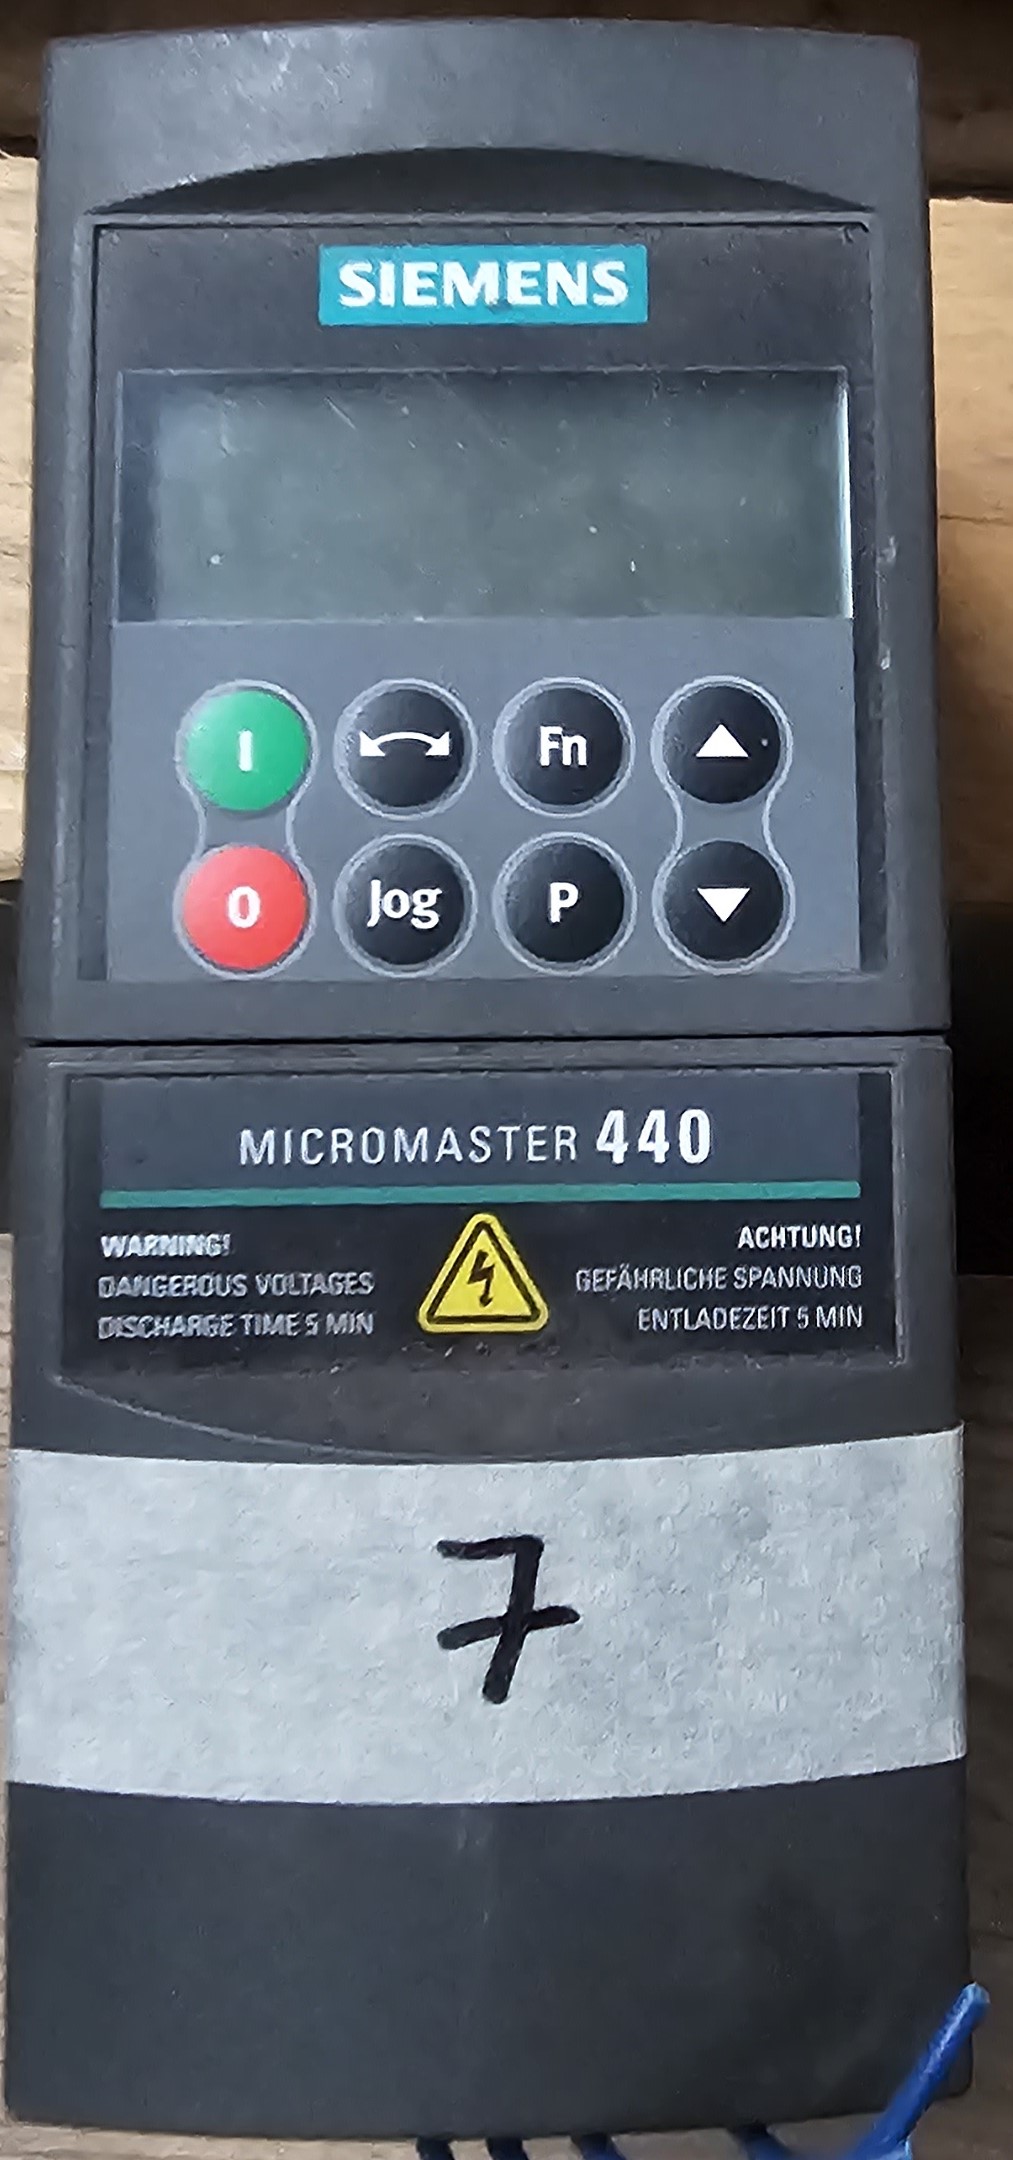 SIEMENS
I
Fn
0
Jog
P
MICROMASTER 440
WARNING!
DANGEROUS VOLTAGES
DISCHARGE TIME 5 MIN
ACHTUNG!
GEFÄHRLICHE SPANNUNG
ENTLADEZEIT 5 MIN
7